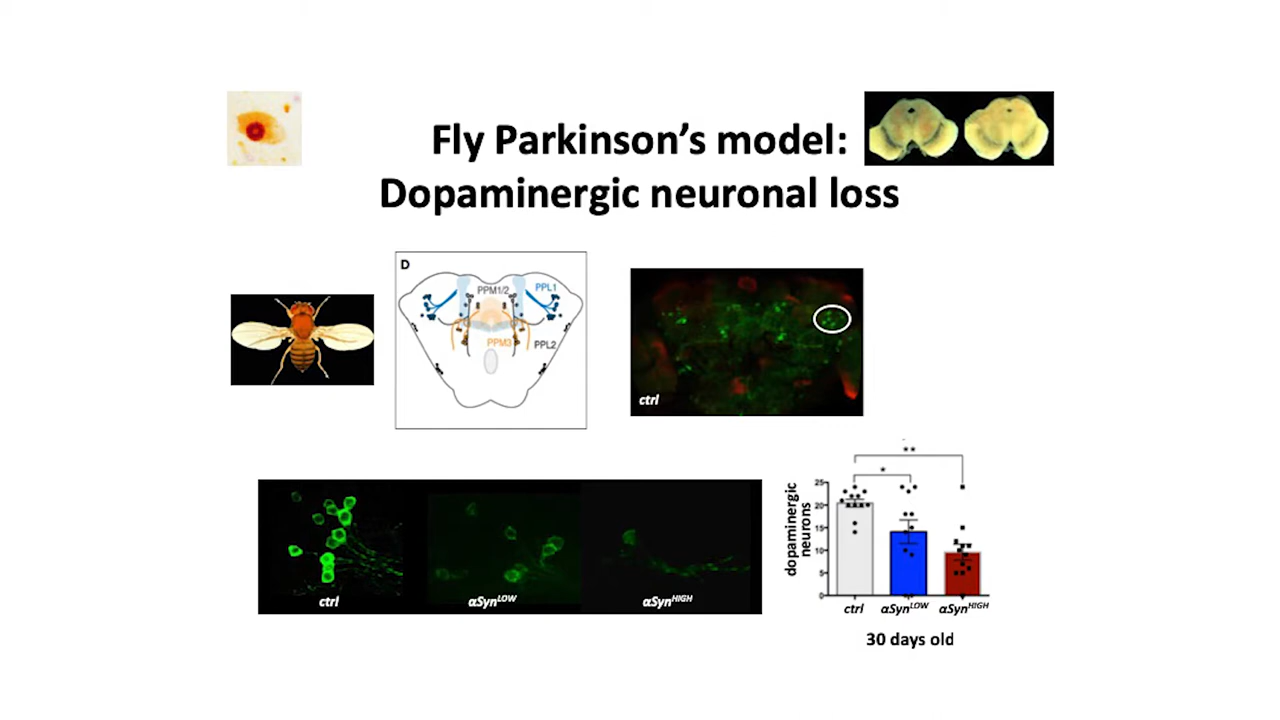 Fly Parkinson's model:
Dopaminergic neuronal loss
D
PPM1/2
PPL1
PPM3
PPL2
ctrl
ctrl
αSynLOW
αSynHIGH
**
*
dopaminergic
neurons
25
20
15
10
5
0
ctrl
αSynLOW
αSynHIGH
30 days old